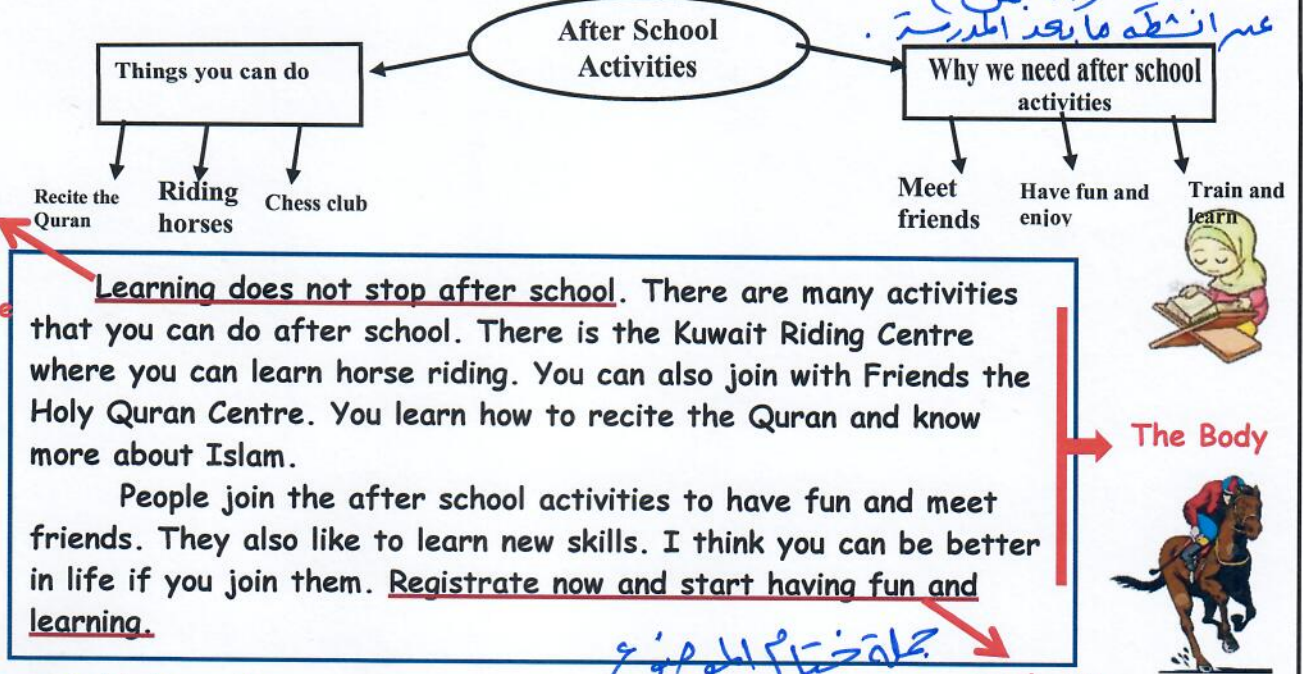 عن انشطه ما بعد المدرسة .
After School
Activities
Things you can do
Why we need after school
activities
Recite the
Quran
Riding
horses
Chess club
Meet
friends
Have fun and
enjoy
Train and
learn
Learning does not stop after school. There are many activities
that you can do after school. There is the Kuwait Riding Centre
where you can learn horse riding. You can also join with Friends the
Holy Quran Centre. You learn how to recite the Quran and know
more about Islam.
People join the after school activities to have fun and meet
friends. They also like to learn new skills. I think you can be better
in life if you join them. Registrate now and start having fun and
learning.
The Body
جملة ختام الموضوع